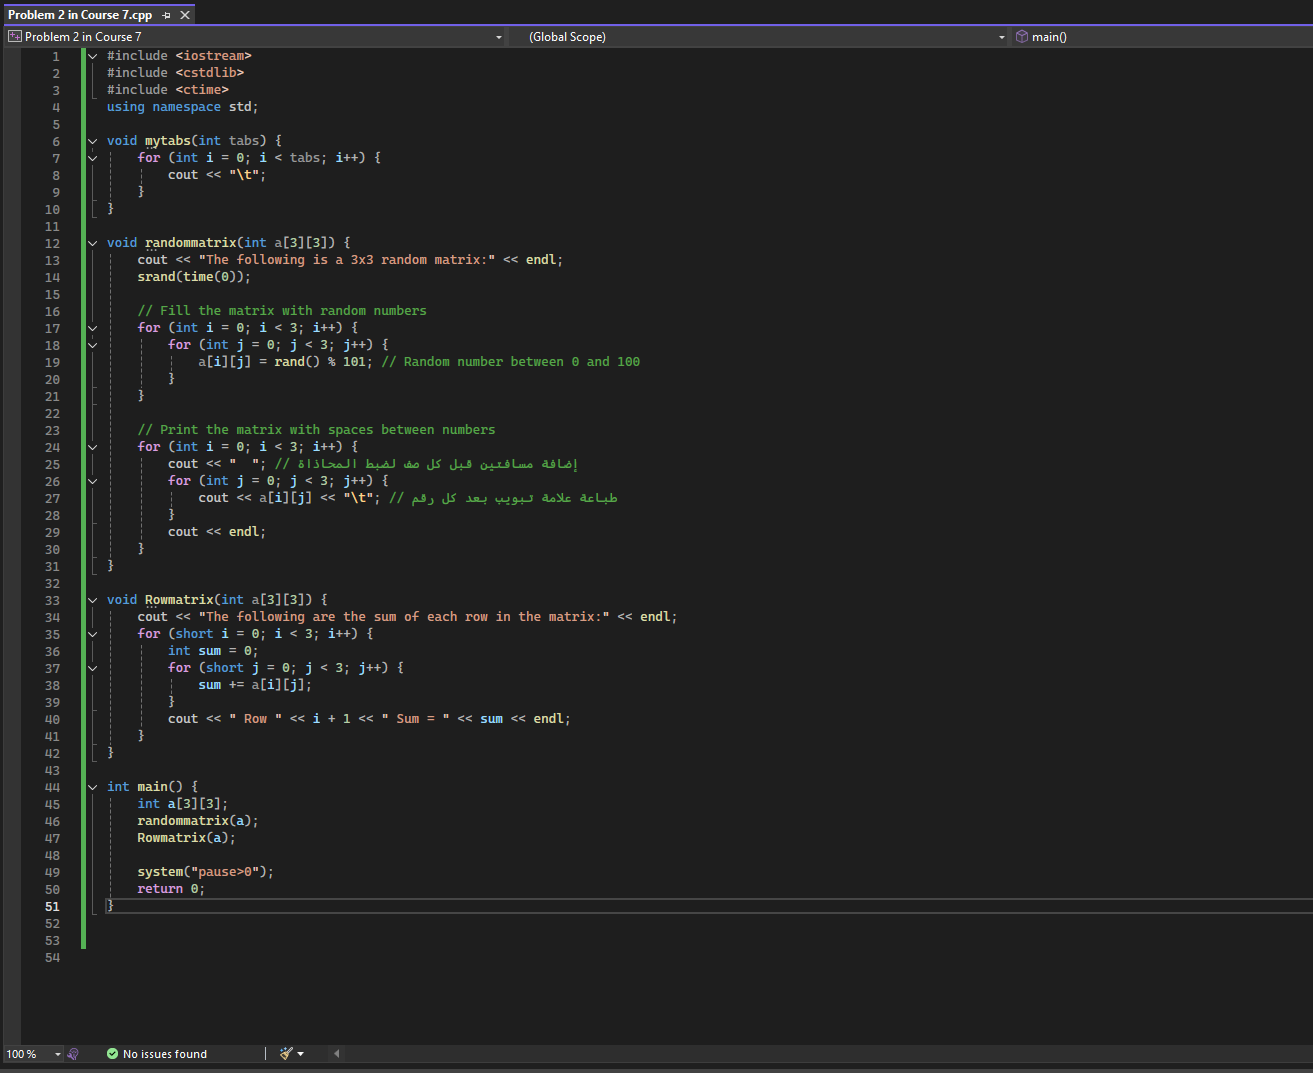 Problem 2 in Course 7.cpp
Problem 2 in Course 7 (Global Scope) main()
1 #include <iostream>
2 #include <cstdlib>
3 #include <ctime>
4 using namespace std;
5
6 void mytabs(int tabs) {
7     for (int i = 0; i < tabs; i++) {
8         cout << "\t";
9     }
10 }
11
12 void randommatrix(int a[3][3]) {
13     cout << "The following is a 3x3 random matrix:" << endl;
14     srand(time(0));
15
16     // Fill the matrix with random numbers
17     for (int i = 0; i < 3; i++) {
18         for (int j = 0; j < 3; j++) {
19             a[i][j] = rand() % 101; // Random number between 0 and 100
20         }
21     }
22
23     // Print the matrix with spaces between numbers
24     for (int i = 0; i < 3; i++) {
25         cout << "  "; // إضافة مسافتين قبل كل صف لضبط المحاذاة
26         for (int j = 0; j < 3; j++) {
27             cout << a[i][j] << "\t"; // طباعة علامة تبويب بعد كل رقم
28         }
29         cout << endl;
30     }
31 }
32
33 void Rowmatrix(int a[3][3]) {
34     cout << "The following are the sum of each row in the matrix:" << endl;
35     for (short i = 0; i < 3; i++) {
36         int sum = 0;
37         for (short j = 0; j < 3; j++) {
38             sum += a[i][j];
39         }
40         cout << " Row " << i + 1 << " Sum = " << sum << endl;
41     }
42 }
43
44 int main() {
45     int a[3][3];
46     randommatrix(a);
47     Rowmatrix(a);
48
49     system("pause>0");
50     return 0;
51 }
52
53
54
100 % No issues found